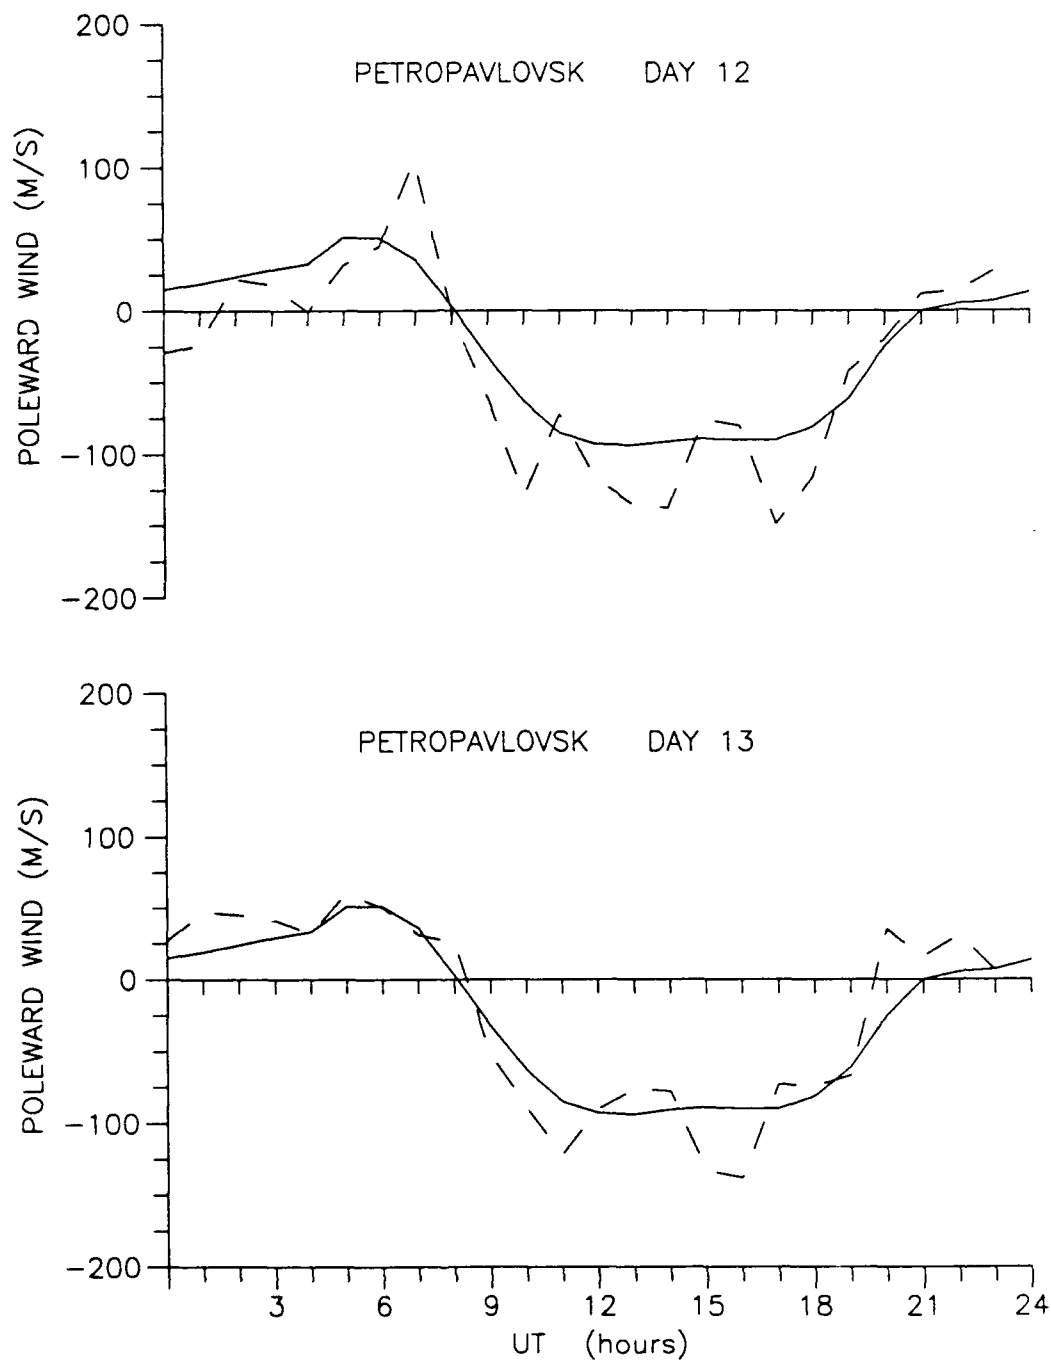 200
PETROPAVLOVSK DAY 12
100
0
-100
-200
POLEWARD WIND (M/S)
200
PETROPAVLOVSK DAY 13
100
0
-100
-200
POLEWARD WIND (M/S)
3 6 9 12 15 18 21 24
UT (hours)